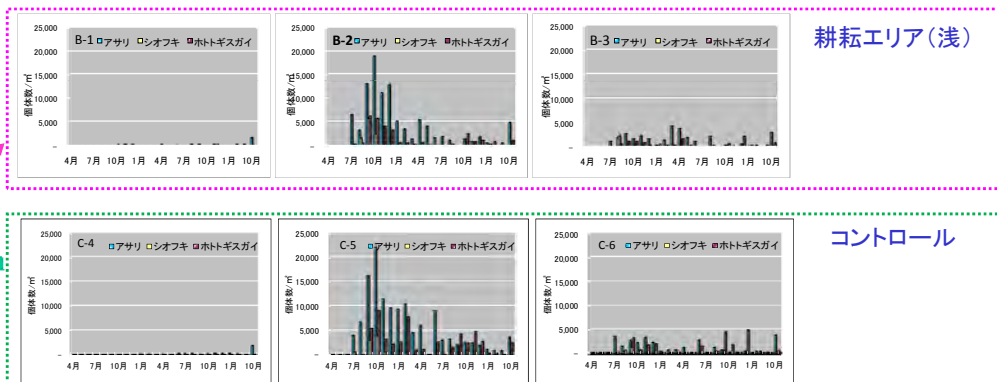 耕耘エリア（浅）
B-1 アサリ シオフキ ホトトギスガイ
個体数/㎡
25,000
20,000
15,000
10,000
5,000
–
4月 7月 10月 1月 4月 7月 10月 1月 4月 7月 10月
B-2 アサリ シオフキ ホトトギスガイ
個体数/㎡
25,000
20,000
15,000
10,000
5,000
–
4月 7月 10月 1月 4月 7月 10月 1月 4月 7月 10月
B-3 アサリ シオフキ ホトトギスガイ
個体数/㎡
25,000
20,000
15,000
10,000
5,000
–
4月 7月 10月 1月 4月 7月 10月 1月 4月 7月 10月
コントロール
C-4 アサリ シオフキ ホトトギスガイ
個体数/㎡
25,000
20,000
15,000
10,000
5,000
–
4月 7月 10月 1月 4月 7月 10月 1月 4月 7月 10月
C-5 アサリ シオフキ ホトトギスガイ
個体数/㎡
25,000
20,000
15,000
10,000
5,000
–
4月 7月 10月 1月 4月 7月 10月 1月 4月 7月 10月
C-6 アサリ シオフキ ホトトギスガイ
個体数/㎡
25,000
20,000
15,000
10,000
5,000
–
4月 7月 10月 1月 4月 7月 10月 1月 4月 7月 10月